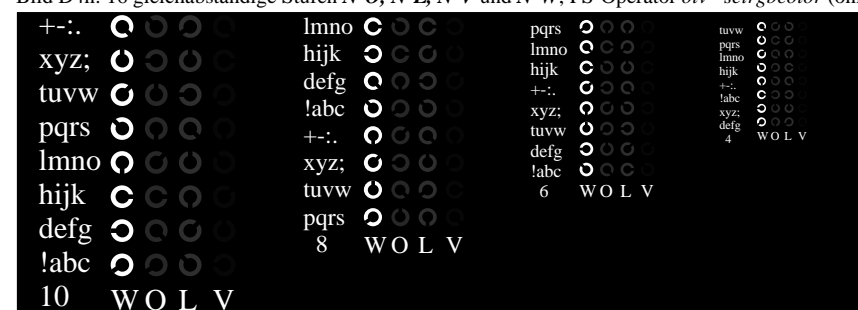 +-:.
xyz;
tuvw
pqrs
lmno
hijk
defg
!abc
10 W O L V
lmno
hijk
defg
!abc
+-:.
xyz;
tuvw
pqrs
8 W O L V
pqrs
lmno
hijk
+-:.
xyz;
tuvw
defg
!abc
6 W O L V
tuvw
pqrs
lmno
hijk
+-:.
!abc
xyz;
defg
4 W O L V